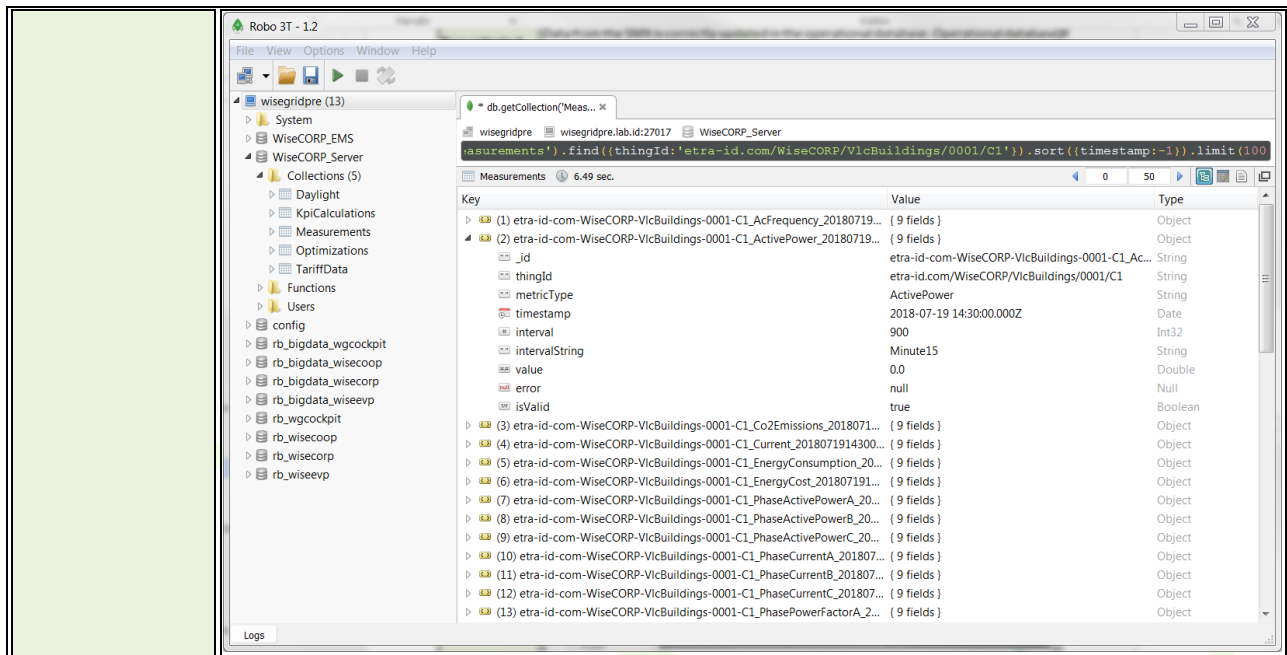 Robo 3T - 1.2
File View Options Window Help
wisegridpre (13)
System
WiseCORP_EMS
WiseCORP_Server
Collections (5)
Daylight
KpiCalculations
Measurements
Optimizations
TariffData
Functions
Users
config
rb_bigdata_wgcockpit
rb_bigdata_wisecoop
rb_bigdata_wisecorp
rb_bigdata_wiseevp
rb_wgcockpit
rb_wisecoop
rb_wisecorp
rb_wiseevp
* db.getCollection('Meas...
wisegridpre wisegridpre.lab.id:27017 WiseCORP_Server
easurements').find({thingId:'etra-id.com/WiseCORP/VlcBuildings/0001/C1'}).sort({timestamp:-1}).limit(100
Measurements 6.49 sec. 0 50
Key Value Type
(1) etra-id-com-WiseCORP-VlcBuildings-0001-C1_AcFrequency_20180719... { 9 fields } Object
(2) etra-id-com-WiseCORP-VlcBuildings-0001-C1_ActivePower_20180719... { 9 fields } Object
_id etra-id-com-WiseCORP-VlcBuildings-0001-C1_Ac... String
thingId etra-id.com/WiseCORP/VlcBuildings/0001/C1 String
metricType ActivePower String
timestamp 2018-07-19 14:30:00.000Z Date
interval 900 Int32
intervalString Minute15 String
value 0.0 Double
error null Null
isValid true Boolean
(3) etra-id-com-WiseCORP-VlcBuildings-0001-C1_Co2Emissions_2018071... { 9 fields } Object
(4) etra-id-com-WiseCORP-VlcBuildings-0001-C1_Current_2018071914300... { 9 fields } Object
(5) etra-id-com-WiseCORP-VlcBuildings-0001-C1_EnergyConsumption_20... { 9 fields } Object
(6) etra-id-com-WiseCORP-VlcBuildings-0001-C1_EnergyCost_201807191... { 9 fields } Object
(7) etra-id-com-WiseCORP-VlcBuildings-0001-C1_PhaseActivePowerA_20... { 9 fields } Object
(8) etra-id-com-WiseCORP-VlcBuildings-0001-C1_PhaseActivePowerB_20... { 9 fields } Object
(9) etra-id-com-WiseCORP-VlcBuildings-0001-C1_PhaseActivePowerC_20... { 9 fields } Object
(10) etra-id-com-WiseCORP-VlcBuildings-0001-C1_PhaseCurrentA_201807... { 9 fields } Object
(11) etra-id-com-WiseCORP-VlcBuildings-0001-C1_PhaseCurrentB_201807... { 9 fields } Object
(12) etra-id-com-WiseCORP-VlcBuildings-0001-C1_PhaseCurrentC_201807... { 9 fields } Object
(13) etra-id-com-WiseCORP-VlcBuildings-0001-C1_PhasePowerFactorA_2... { 9 fields } Object
Logs